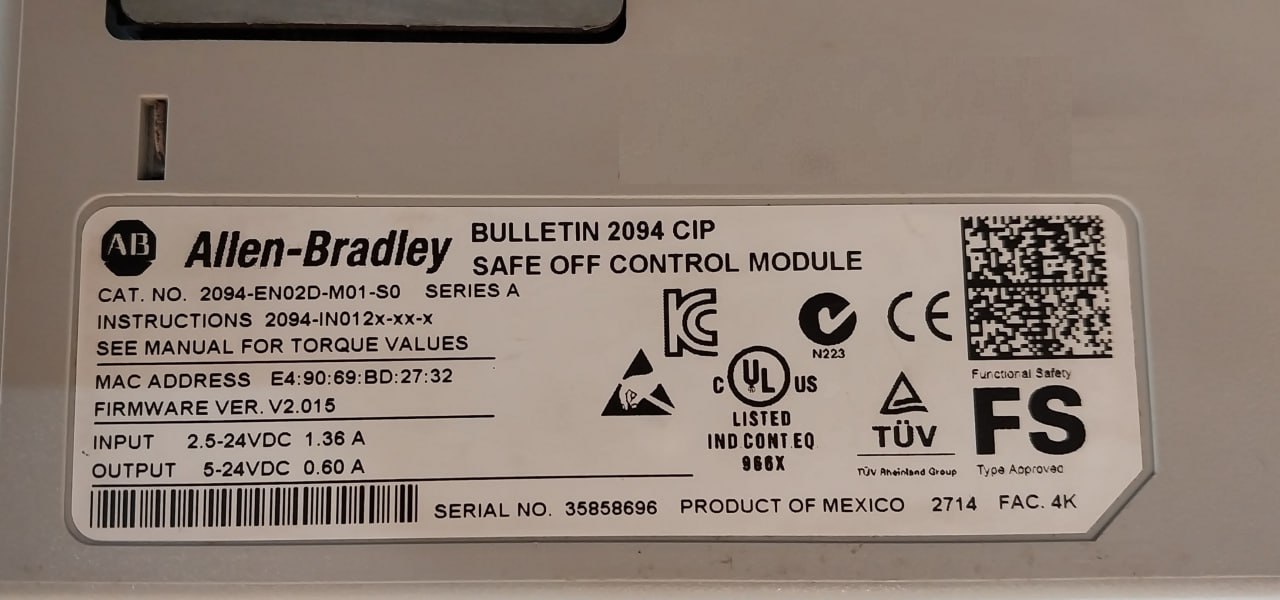 AB Allen-Bradley
BULLETIN 2094 CIP
SAFE OFF CONTROL MODULE
CAT. NO. 2094-EN02D-M01-S0 SERIES A
INSTRUCTIONS 2094-IN012x-xx-x
SEE MANUAL FOR TORQUE VALUES
MAC ADDRESS E4:90:69:BD:27:32
FIRMWARE VER. V2.015
INPUT 2.5-24VDC 1.36 A
OUTPUT 5-24VDC 0.60 A
KC
N223
CE
C UL US
LISTED
IND CONT EQ
966X
TÜV
TÜV Rheinland Group
Functional Safety
FS
Type Approved
SERIAL NO. 35858696 PRODUCT OF MEXICO 2714 FAC. 4K